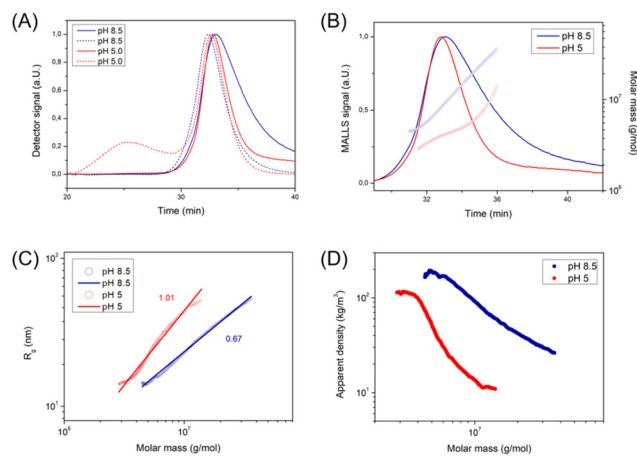 (A)
pH 8.5
pH 8.5
pH 5.0
pH 5.0
Detector signal (a.U.)
1,0
0,8
0,6
0,4
0,2
0,0
20
30
40
Time (min)
(B)
pH 8.5
pH 5
MALLS signal (a.U.)
1,0
0,5
0,0
32
36
40
Time (min)
Molar mass (g/mol)
10⁷
10⁶
(C)
pH 8.5
pH 8.5
pH 5
pH 5
1.01
0.67
Rg (nm)
10²
10¹
10⁶
10⁷
10⁸
Molar mass (g/mol)
(D)
pH 8.5
pH 5
Apparent density (kg/m³)
10²
10¹
10⁷
Molar mass (g/mol)